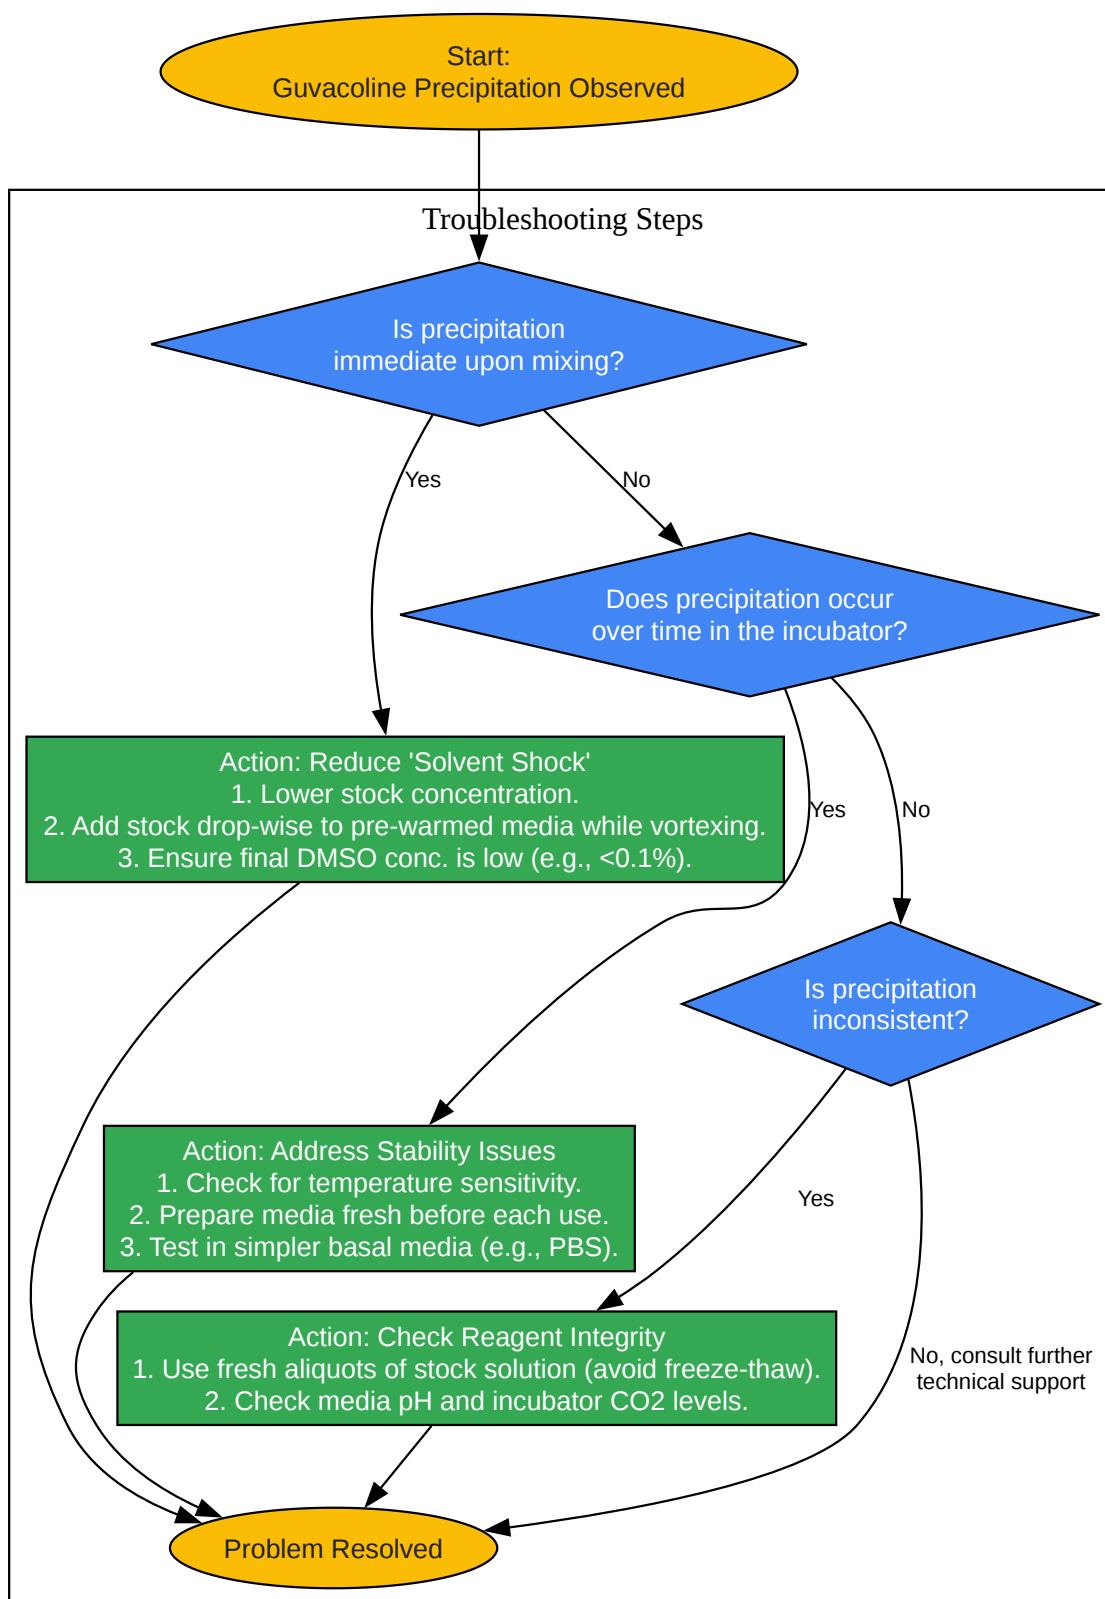 Start:
Guvacoline Precipitation Observed
Troubleshooting Steps
Is precipitation
immediate upon mixing?
Yes
No
Does precipitation occur
over time in the incubator?
Action: Reduce 'Solvent Shock'
1. Lower stock concentration.
2. Add stock drop-wise to pre-warmed media while vortexing.
3. Ensure final DMSO conc. is low (e.g., <0.1%).
Yes
No
Is precipitation
inconsistent?
Action: Address Stability Issues
1. Check for temperature sensitivity.
2. Prepare media fresh before each use.
3. Test in simpler basal media (e.g., PBS).
Yes
Action: Check Reagent Integrity
1. Use fresh aliquots of stock solution (avoid freeze-thaw).
2. Check media pH and incubator CO2 levels.
No, consult further
technical support
Problem Resolved